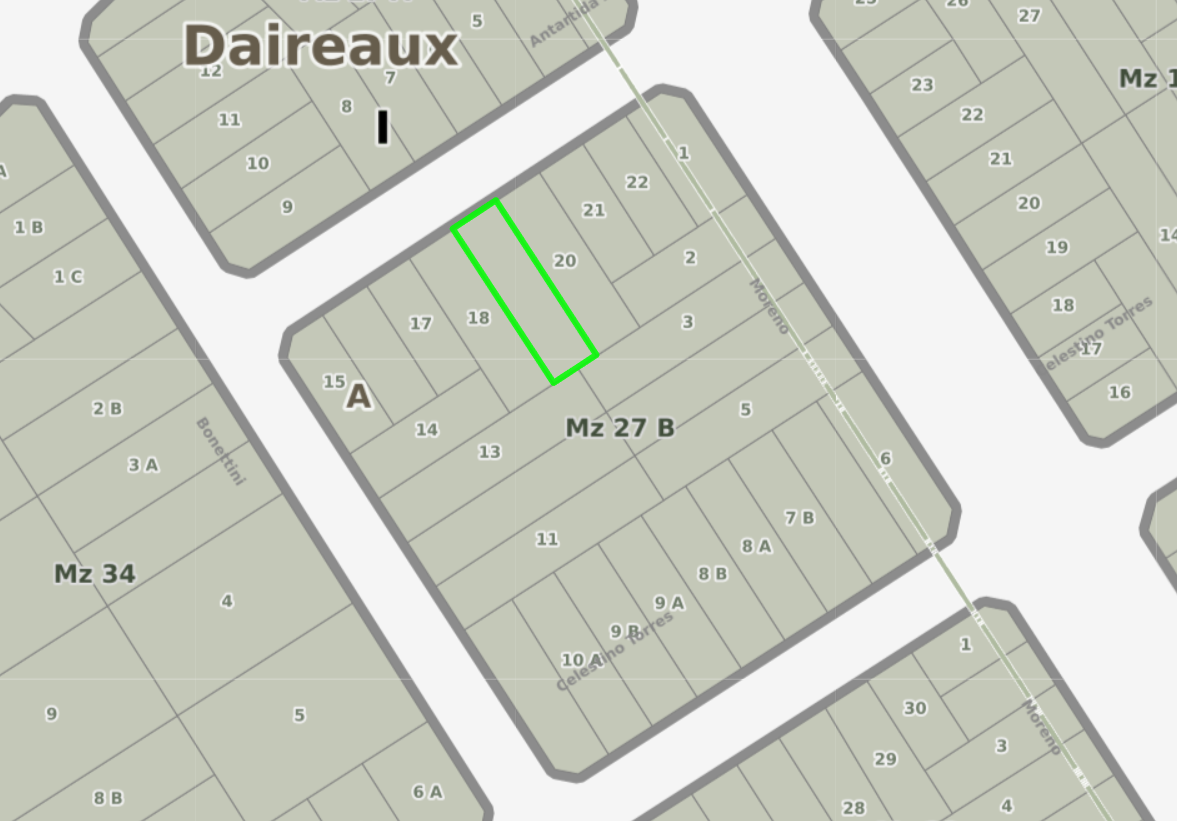 5
Antartida
Daireaux
12
7
8
11
I
10
9
26
27
Mz 1
23
22
21
20
19
18
14
17
16
Celestino Torres
A
1 B
1 C
2 B
3 A
Bonettini
Mz 34
4
9
5
8 B
6 A
1
22
21
2
20
3
Moreno
18
17
15
A
14
13
Mz 27 B
5
6
11
7 B
8 A
8 B
9 A
9 B
10 A
Celestino Torres
1
30
3
Moreno
29
28
4